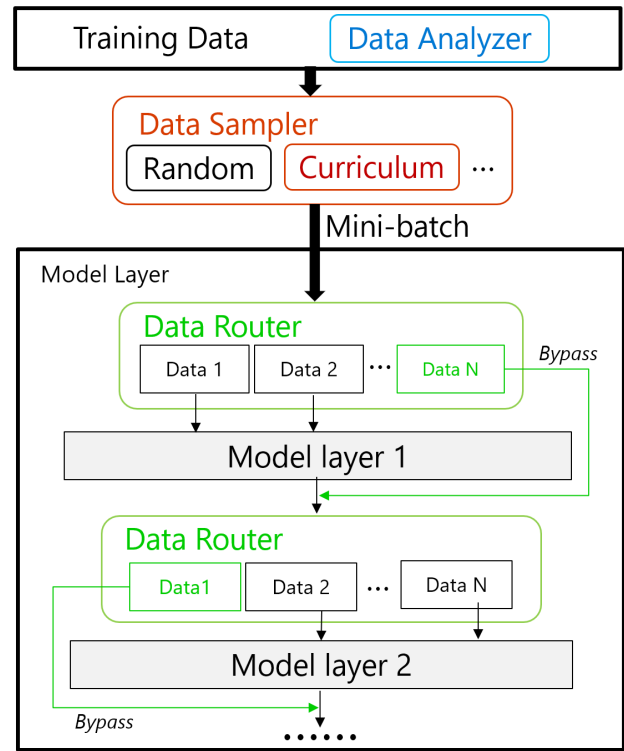 Training Data Data Analyzer
Data Sampler
Random Curriculum ...
Mini-batch
Model Layer
Data Router
Bypass
Data 1 Data 2 ... Data N
Model layer 1
Data Router
Data1 Data 2 ... Data N
Model layer 2
Bypass
......